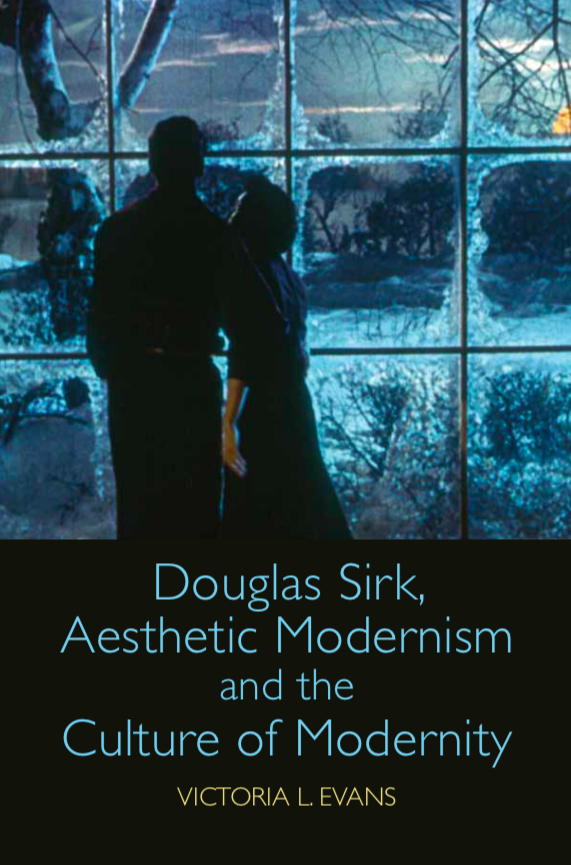 Douglas Sirk,
Aesthetic Modernism
and the
Culture of Modernity
VICTORIA L. EVANS